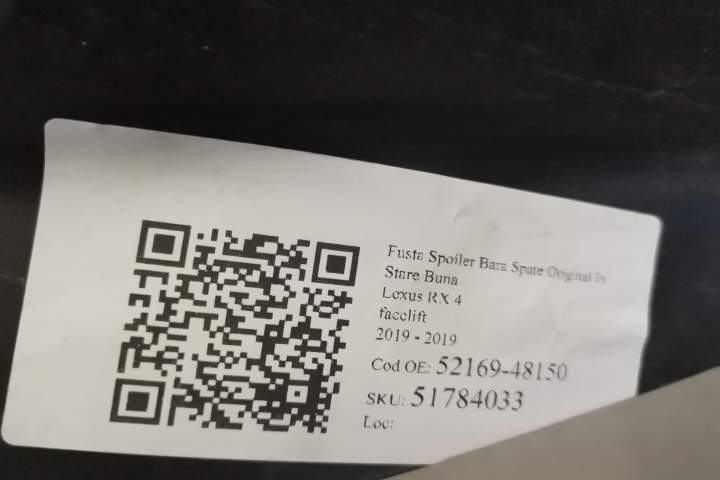 Fusta Spoiler Bara Spate Original In
Stare Buna
Lexus RX 4
facelift
2019 - 2019
Cod OE: 52169-48150
SKU: 51784033
Loc: